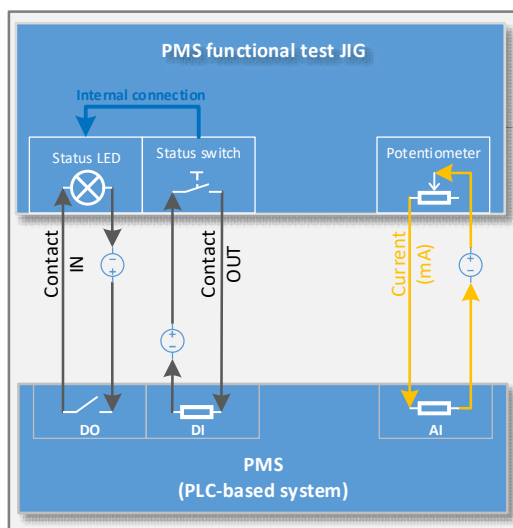 PMS functional test JIG
Internal connection
Status LED
Status switch
Potentiometer
Contact
IN
Contact
OUT
Current
(mA)
DO
DI
AI
PMS
(PLC-based system)